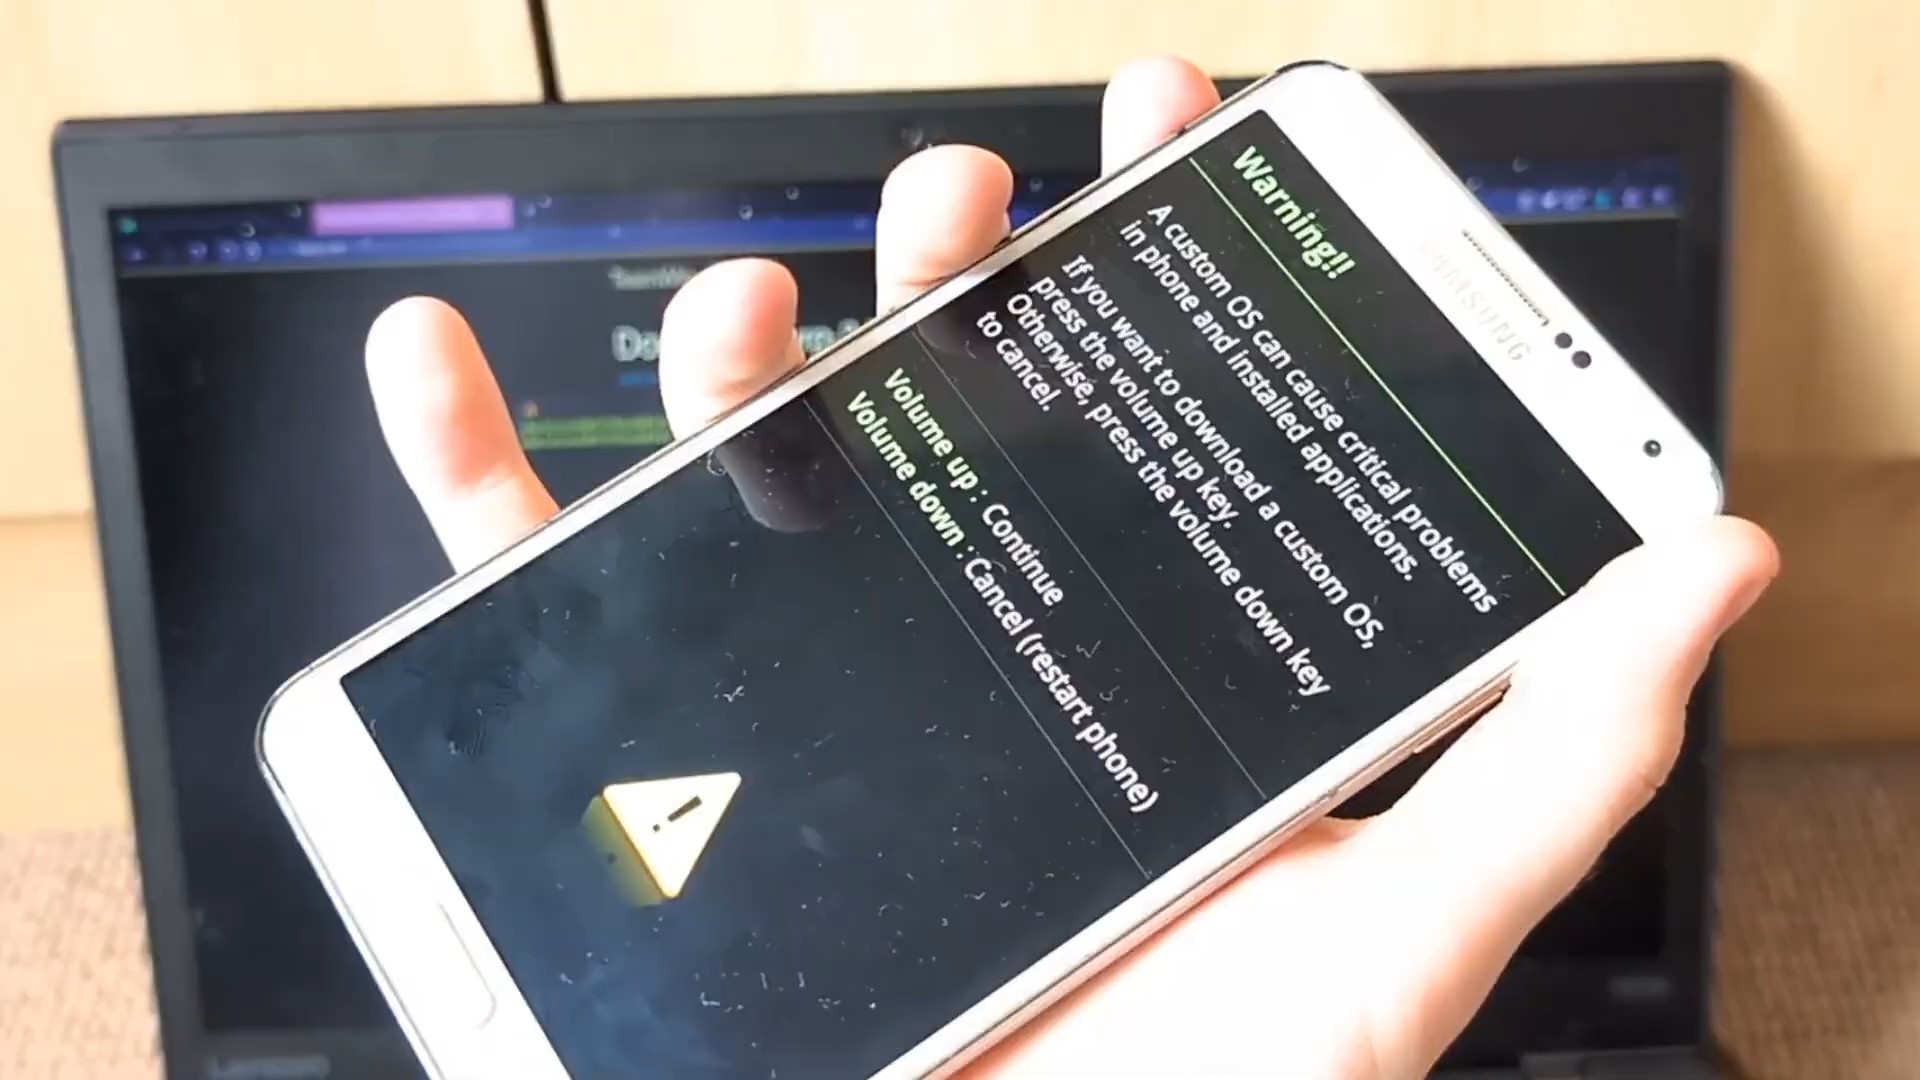 SAMSUNG
Warning!!
A custom OS can cause critical problems
in phone and installed applications.
If you want to download a custom OS,
press the volume up key.
Otherwise, press the volume down key
to cancel.
Volume up : Continue
Volume down : Cancel (restart phone)
!
Lenovo